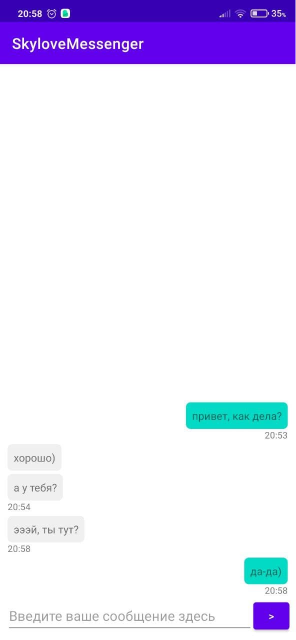 20:58 35%
SkyloveMessenger
привет, как дела?
20:53
хорошо)
а у тебя?
20:54
эээй, ты тут?
20:58
да-да)
20:58
Введите ваше сообщение здесь >